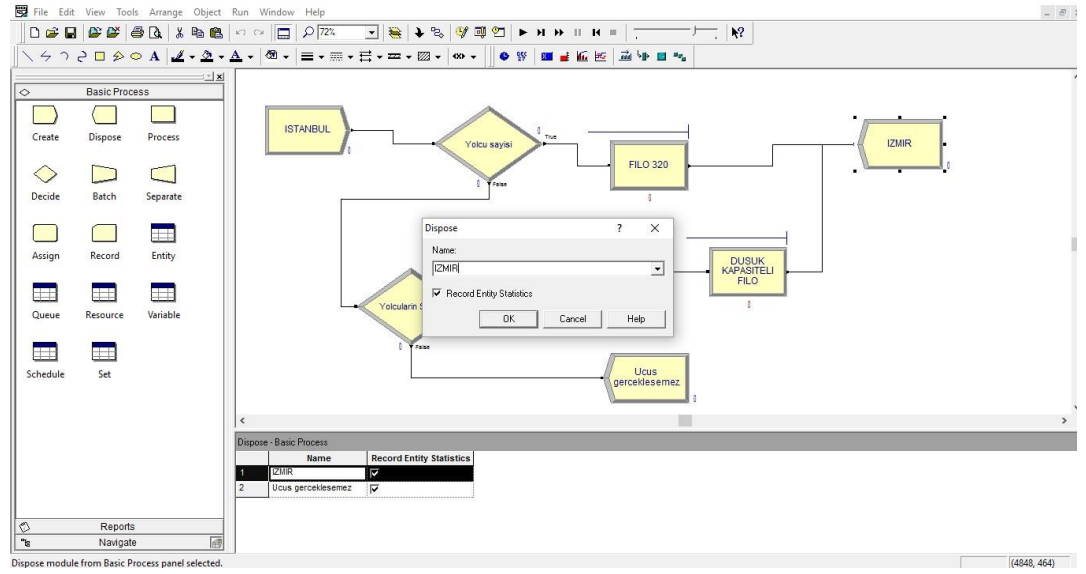 File Edit View Tools Arrange Object Run Window Help
72%
Basic Process
Create Dispose Process
Decide Batch Separate
Assign Record Entity
Queue Resource Variable
Schedule Set
Reports
Navigate
ISTANBUL
Yolcu sayisi
True
False
FILO 320
IZMIR
Yolcularin S
False
DUSUK
KAPASITELI
FILO
Ucus
gerceklesemez
Dispose ? X
Name:
IZMIR
Record Entity Statistics
OK Cancel Help
Dispose - Basic Process
Name Record Entity Statistics
1 IZMIR
2 Ucus gerceklesemez
Dispose module from Basic Process panel selected.
(4848, 464)